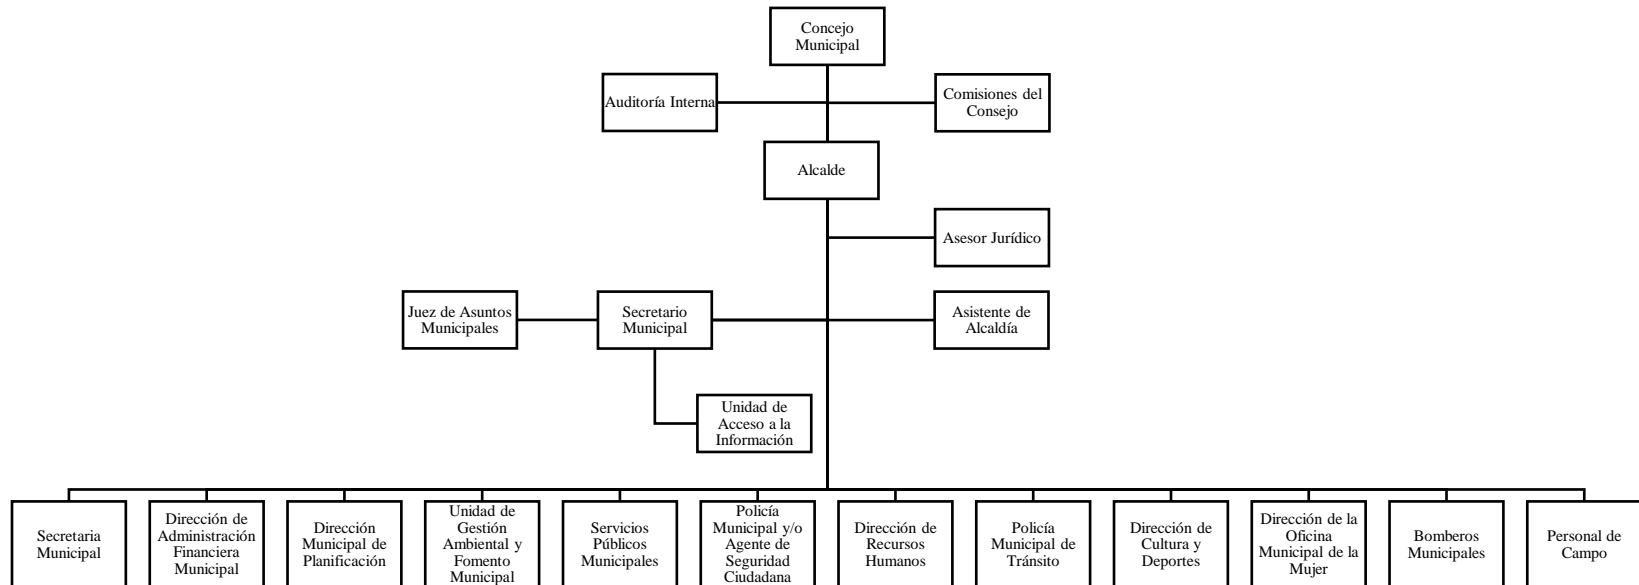 Concejo
Municipal
Auditoría Interna
Comisiones del
Consejo
Alcalde
Asesor Jurídico
Juez de Asuntos
Municipales
Secretario
Municipal
Asistente de
Alcaldía
Unidad de
Acceso a la
Información
Secretaria
Municipal
Dirección de
Administración
Financiera
Municipal
Dirección
Municipal de
Planificación
Unidad de
Gestión
Ambiental y
Fomento
Municipal
Servicios
Públicos
Municipales
Policía
Municipal y/o
Agente de
Seguridad
Ciudadana
Dirección de
Recursos
Humanos
Policía
Municipal de
Tránsito
Dirección de
Cultura y
Deportes
Dirección de la
Oficina
Municipal de la
Mujer
Bomberos
Municipales
Personal de
Campo